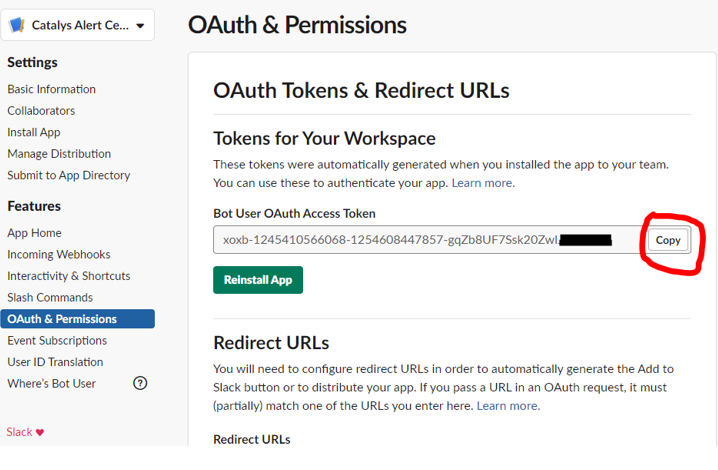 Catalys Alert Ce...
OAuth & Permissions
Settings
Basic Information
Collaborators
Install App
Manage Distribution
Submit to App Directory
Features
App Home
Incoming Webhooks
Interactivity & Shortcuts
Slash Commands
OAuth & Permissions
Event Subscriptions
User ID Translation
Where's Bot User
?
Slack
OAuth Tokens & Redirect URLs
Tokens for Your Workspace
These tokens were automatically generated when you installed the app to your team.
You can use these to authenticate your app. Learn more.
Bot User OAuth Access Token
xoxb-1245410566068-1254608447857-gqZb8UF7Ssk20ZwI
Copy
Reinstall App
Redirect URLs
You will need to configure redirect URLs in order to automatically generate the Add to
Slack button or to distribute your app. If you pass a URL in an OAuth request, it must
(partially) match one of the URLs you enter here. Learn more.
Redirect URLs